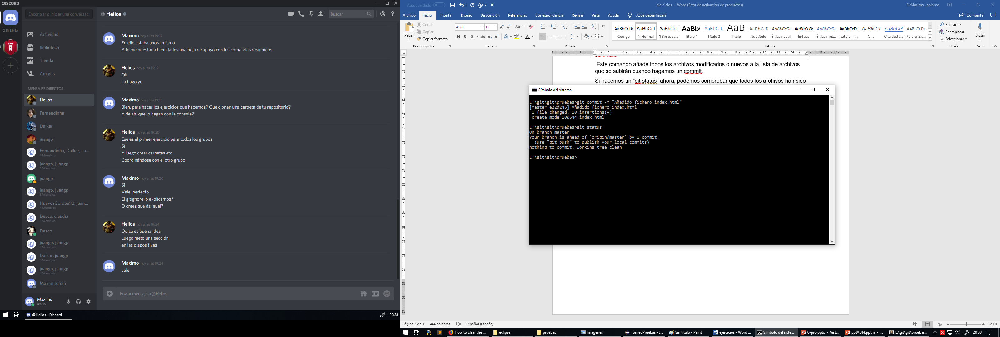 DISCORD
2 EN LÍNEA
Encontrar o iniciar una conversaci
Actividad
Biblioteca
Tienda
Amigos
MENSAJES DIRECTOS
Helios
Fernandinha
Daikar
juangp
Fernandinha, Daikar, ca...
4 Miembros
juangp, juangp
3 Miembros
juangp
juangp, juangp
3 Miembros
HuevosGordos98, juan...
4 Miembros
Desco, claudia
3 Miembros
Desco
juangp, juangp
3 Miembros
Daikar, juangp
3 Miembros
juangp, juangp
3 Miembros
Maximito555
Maximo
#2735
@ Helios
Buscar
Maximo hoy a las 19:17
En ello estaba ahora mismo
A lo mejor estaría bien darles una hoja de apoyo con los comandos resumidos
Helios hoy a las 19:19
Ok
La hago yo
Maximo hoy a las 19:19
Bien, para hacer los ejercicios que hacemos? Que clonen una carpeta de tu repositorio?
Y de ahí que lo hagan con la consola?
Helios hoy a las 19:20
Ese es el primer ejercicio para todos los grupos
Sí
Y luego crear carpetas etc
Coordinándose con el otro grupo
Maximo hoy a las 19:20
Si
Vale, perfecto
El gitignore lo explicamos?
O crees que da igual?
Helios hoy a las 19:24
Quiza es buena idea
Luego meto una sección
en las diapositivas
Maximo hoy a las 19:24
vale
Enviar mensaje a @Helios
GIF
@Helios - Discord
20:38
Autoguardado
ejercicios - Word (Error de activación de productos)
SirMaximo _palomo
Archivo Inicio Insertar Diseño Disposición Referencias Correspondencia Revisar Vista Ayuda ¿Qué desea hacer? Compartir
Pegar
Cortar
Copiar
Copiar formato
Portapapeles
Arial 11
N K S abc x₂ x²
Fuente
Párrafo
AaBbCcDc AaBbCcD AaBbCcD AaBb( AaBbCcD AaB AaBbCcD AaBbCcDc AaBbCcDc AaBbCcDc AaBbCcDc AaBbCcD AaBbCcD AABBCCDD
Codigo ¶ Normal ¶ Sin espa... Título 1 Título 2 Título Subtítulo Énfasis sutil Énfasis Énfasis int... Texto en n... Cita Cita desta... Referencia...
Estilos
Buscar
Reemplazar
Seleccionar
Edición
Dictar
Voz
Este comando añade todos los archivos modificados o nuevos a la lista de archivos
que se subirán cuando hagamos un commit.
Si hacemos un “git status” ahora, podemos comprobar que todos los archivos han sido
Símbolo del sistema
E:\git\git\pruebas>git commit -m "Añadido fichero index.html"
[master e22d246] Añadido fichero index.html
1 file changed, 10 insertions(+)
create mode 100644 index.html
E:\git\git\pruebas>git status
On branch master
Your branch is ahead of 'origin/master' by 1 commit.
(use "git push" to publish your local commits)
nothing to commit, working tree clean
E:\git\git\pruebas>
Página 3 de 3 444 palabras Español (España) 120 %
How to clear the ... eclipse pruebas Imágenes TorneoPruebas - J... Sin título - Paint ejercicios - Word ... Símbolo del siste... 0-pro.pptx - Vist... pptA584.pptm - ... E:\git\git\pruebas... 20:38